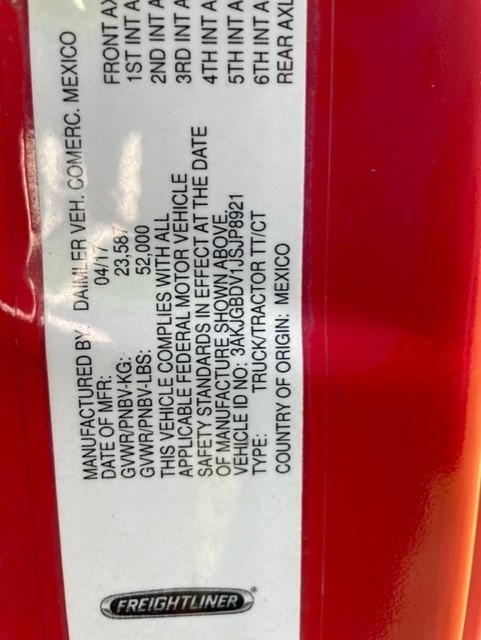 FREIGHTLINER
MANUFACTURED BY: DAIMLER VEH. COMERC. MEXICO
DATE OF MFR: 04/17
GVWR/PNBV-KG: 23,587
GVWR/PNBV-LBS: 52,000
THIS VEHICLE COMPLIES WITH ALL
APPLICABLE FEDERAL MOTOR VEHICLE
SAFETY STANDARDS IN EFFECT AT THE DATE
OF MANUFACTURE SHOWN ABOVE.
VEHICLE ID NO: 3AKJGBDV1JSJP8921
TYPE: TRUCK/TRACTOR TT/CT
COUNTRY OF ORIGIN: MEXICO
FRONT AX
1ST INT A
2ND INT A
3RD INT A
4TH INT A
5TH INT A
6TH INT A
REAR AXL